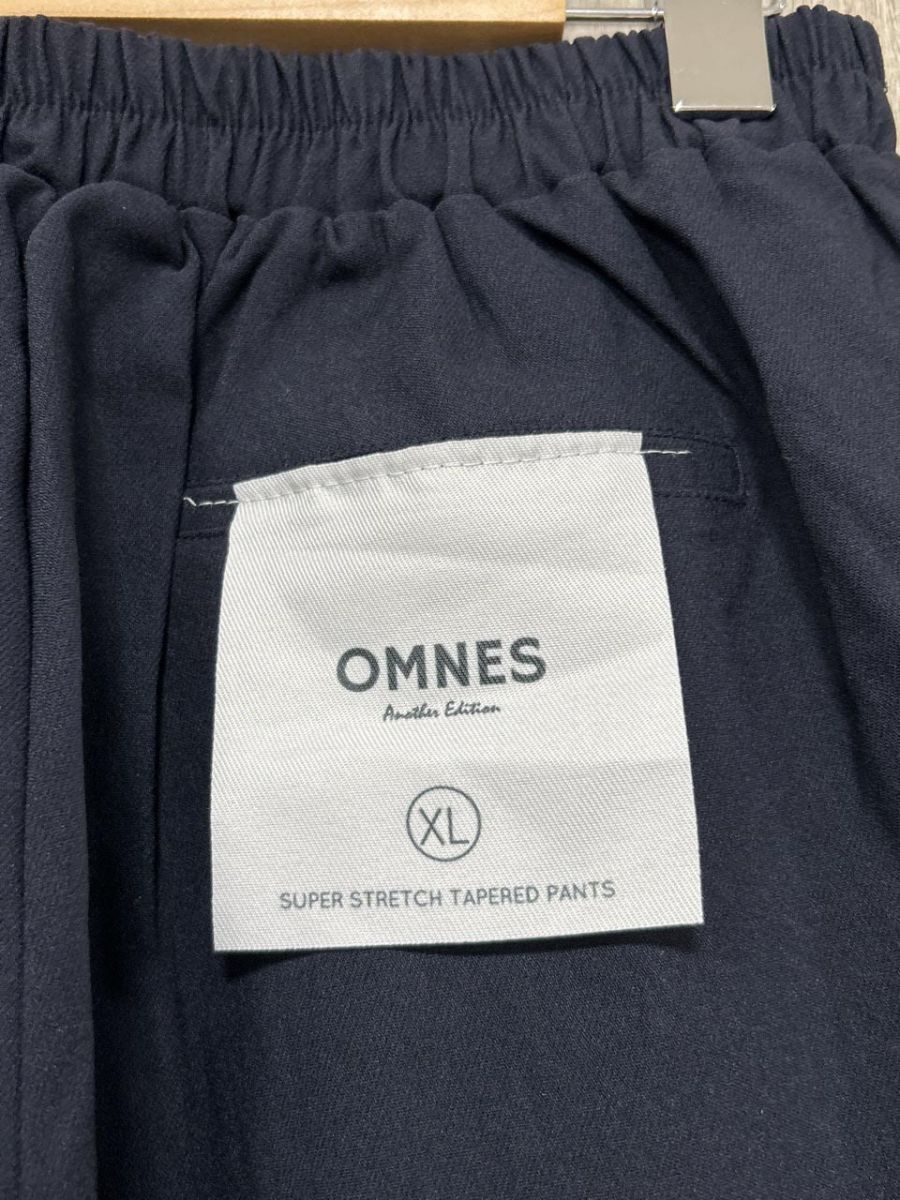 OMNES
Another Edition
XL
SUPER STRETCH TAPERED PANTS